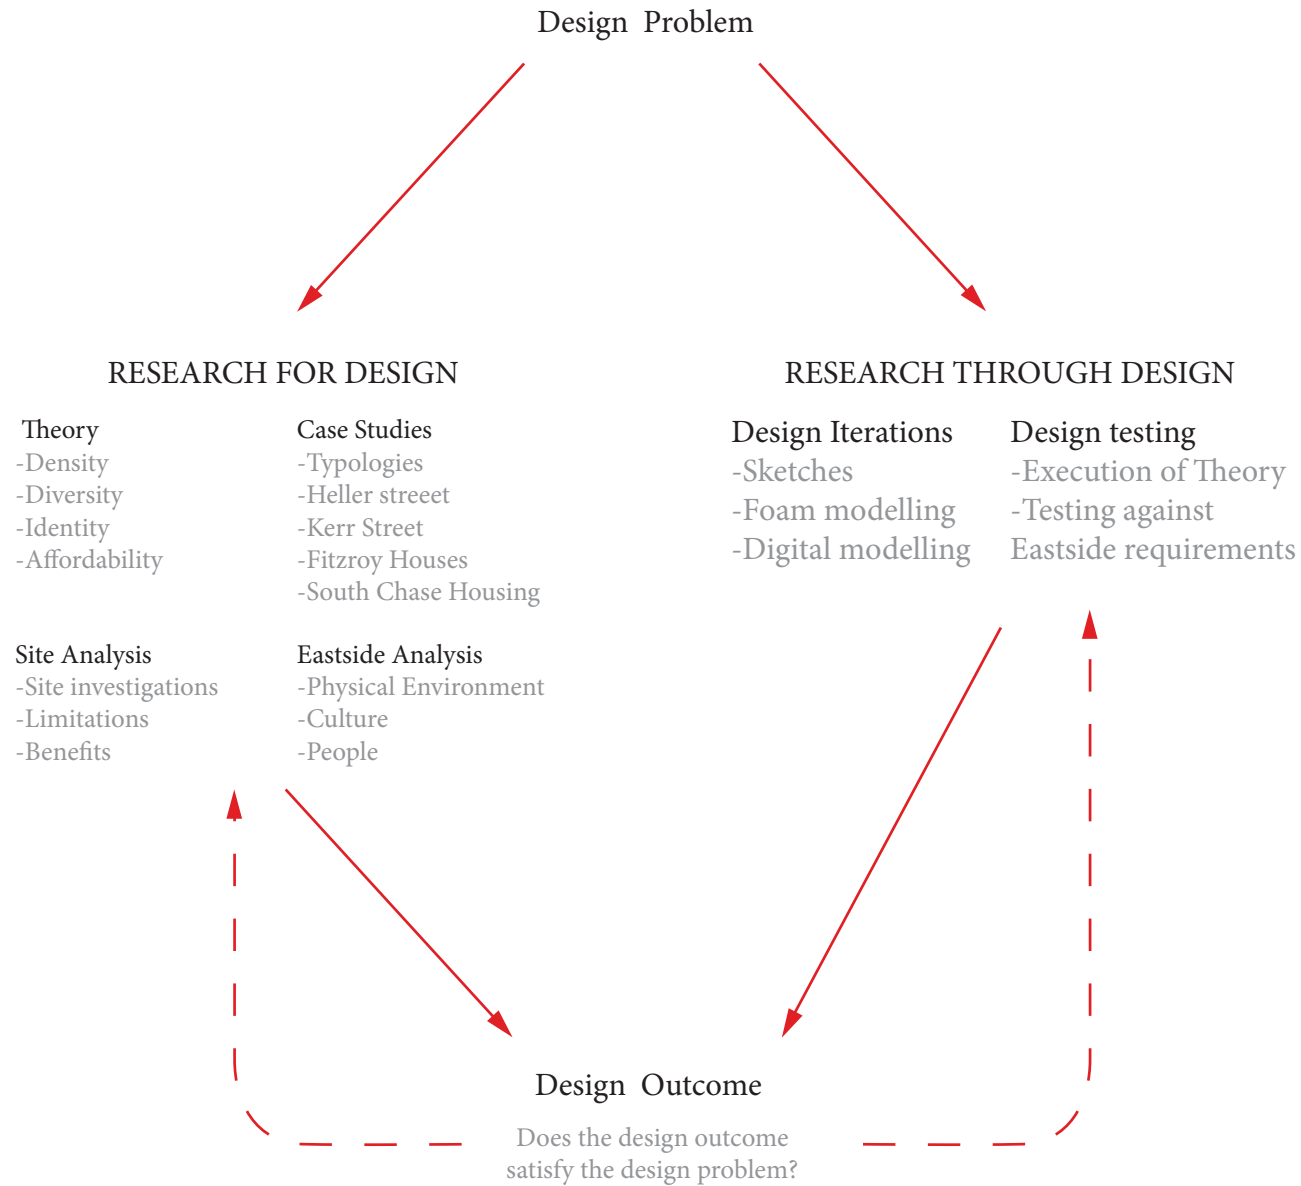 Design Problem
RESEARCH FOR DESIGN
Theory
-Density
-Diversity
-Identity
-Affordability
Case Studies
-Typologies
-Heller streeet
-Kerr Street
-Fitzroy Houses
-South Chase Housing
Site Analysis
-Site investigations
-Limitations
-Benefits
Eastside Analysis
-Physical Environment
-Culture
-People
RESEARCH THROUGH DESIGN
Design Iterations
-Sketches
-Foam modelling
-Digital modelling
Design testing
-Execution of Theory
-Testing against
Eastside requirements
Design Outcome
Does the design outcome
satisfy the design problem?